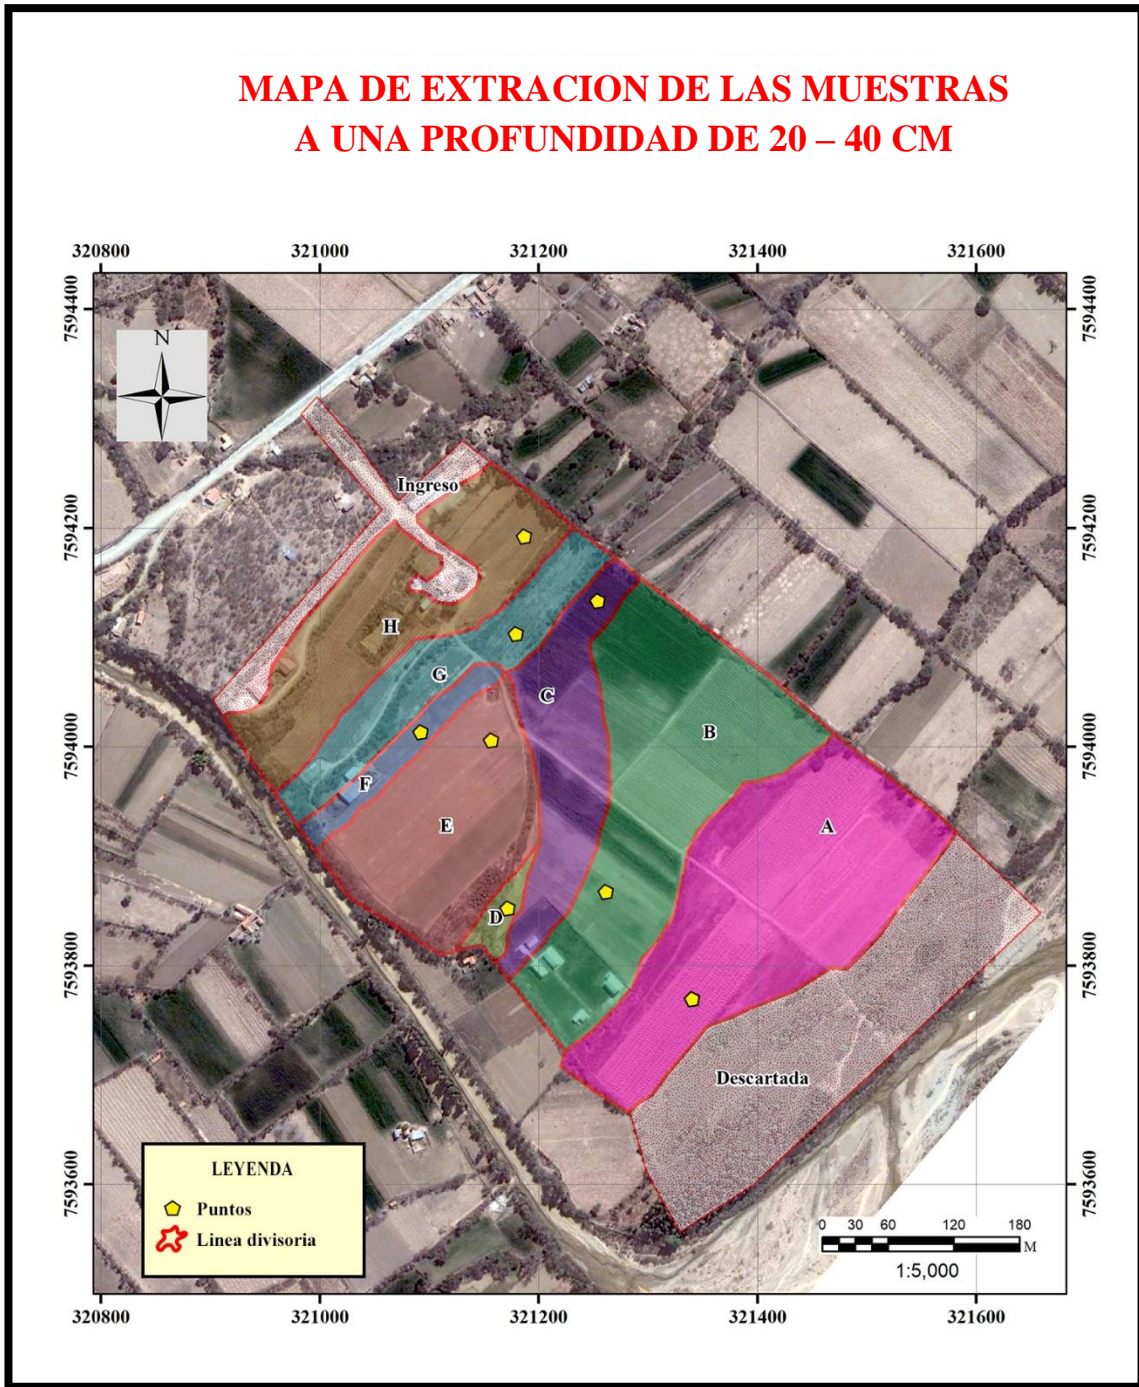 MAPA DE EXTRACION DE LAS MUESTRAS
A UNA PROFUNDIDAD DE 20 – 40 CM
320800 321000 321200 321400 321600
7594400 7594400
N
Ingreso
7594200 7594200
H
G
C
B
7594000 7594000
F
E
A
D
7593800 7593800
Descartada
LEYENDA
Puntos
Linea divisoria
7593600 7593600
0 30 60 120 180
M
1:5,000
320800 321000 321200 321400 321600